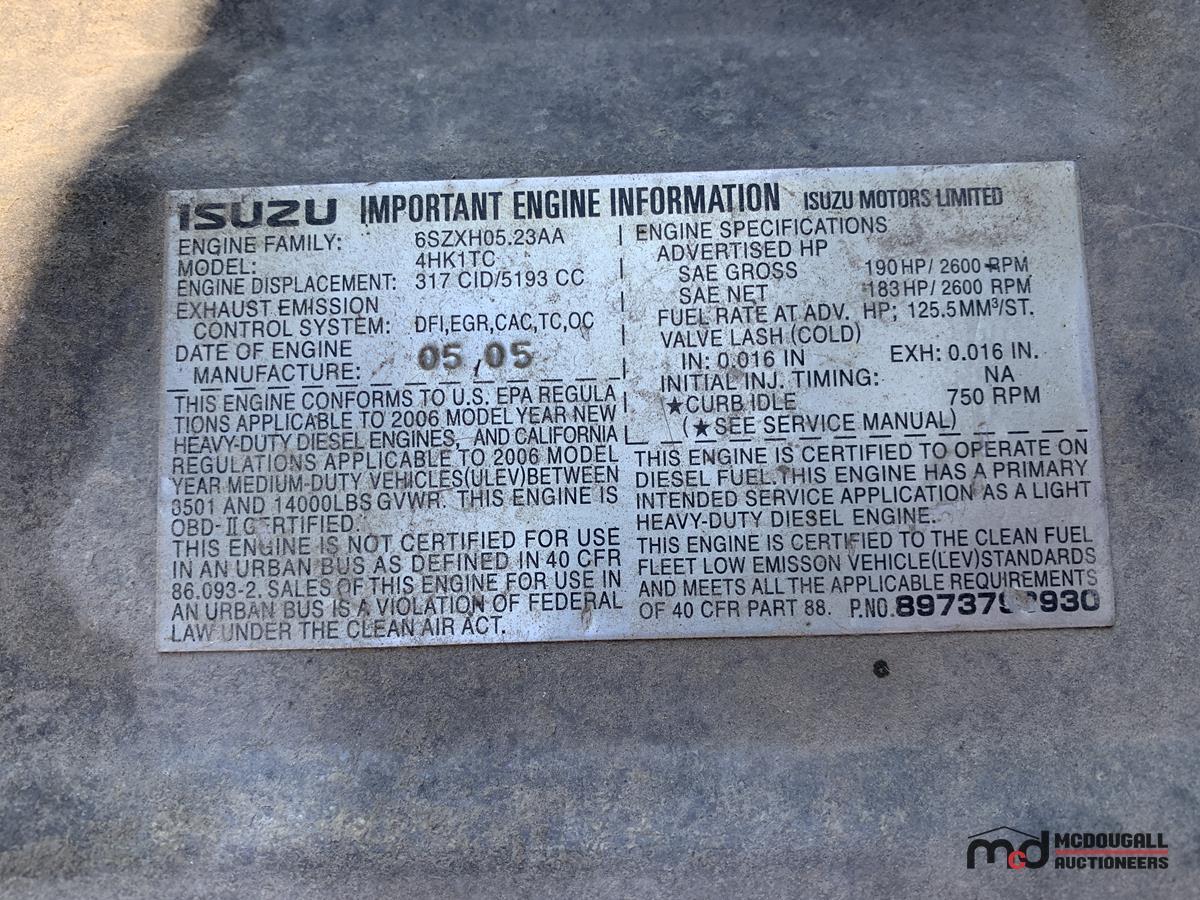 ISUZU IMPORTANT ENGINE INFORMATION ISUZU MOTORS LIMITED
ENGINE FAMILY: 6SZXH05.23AA
MODEL: 4HK1TC
ENGINE DISPLACEMENT: 317 CID/5193 CC
EXHAUST EMISSION
CONTROL SYSTEM: DFI,EGR,CAC,TC,OC
DATE OF ENGINE
MANUFACTURE: 05,05
THIS ENGINE CONFORMS TO U.S. EPA REGULA
TIONS APPLICABLE TO 2006 MODEL YEAR NEW
HEAVY-DUTY DIESEL ENGINES, AND CALIFORNIA
REGULATIONS APPLICABLE TO 2006 MODEL
YEAR MEDIUM-DUTY VEHICLES(ULEV)BETWEEN
8501 AND 14000LBS GVWR. THIS ENGINE IS
OBD-II CERTIFIED.
THIS ENGINE IS NOT CERTIFIED FOR USE
IN AN URBAN BUS AS DEFINED IN 40 CFR
86.093-2. SALES OF THIS ENGINE FOR USE IN
AN URBAN BUS IS A VIOLATION OF FEDERAL
LAW UNDER THE CLEAN AIR ACT.
ENGINE SPECIFICATIONS
ADVERTISED HP
SAE GROSS 190HP/2600 RPM
SAE NET 183HP/2600 RPM
FUEL RATE AT ADV. HP; 125.5MM³/ST.
VALVE LASH (COLD)
IN: 0.016 IN EXH: 0.016 IN.
INITIAL INJ. TIMING: NA
★CURB IDLE 750 RPM
(★SEE SERVICE MANUAL)
THIS ENGINE IS CERTIFIED TO OPERATE ON
DIESEL FUEL.THIS ENGINE HAS A PRIMARY
INTENDED SERVICE APPLICATION AS A LIGHT
HEAVY-DUTY DIESEL ENGINE.
THIS ENGINE IS CERTIFIED TO THE CLEAN FUEL
FLEET LOW EMISSON VEHICLE(LEV)STANDARDS
AND MEETS ALL THE APPLICABLE REQUIREMENTS
OF 40 CFR PART 88. P.NO.
mcd MCDOUGALL
AUCTIONEERS